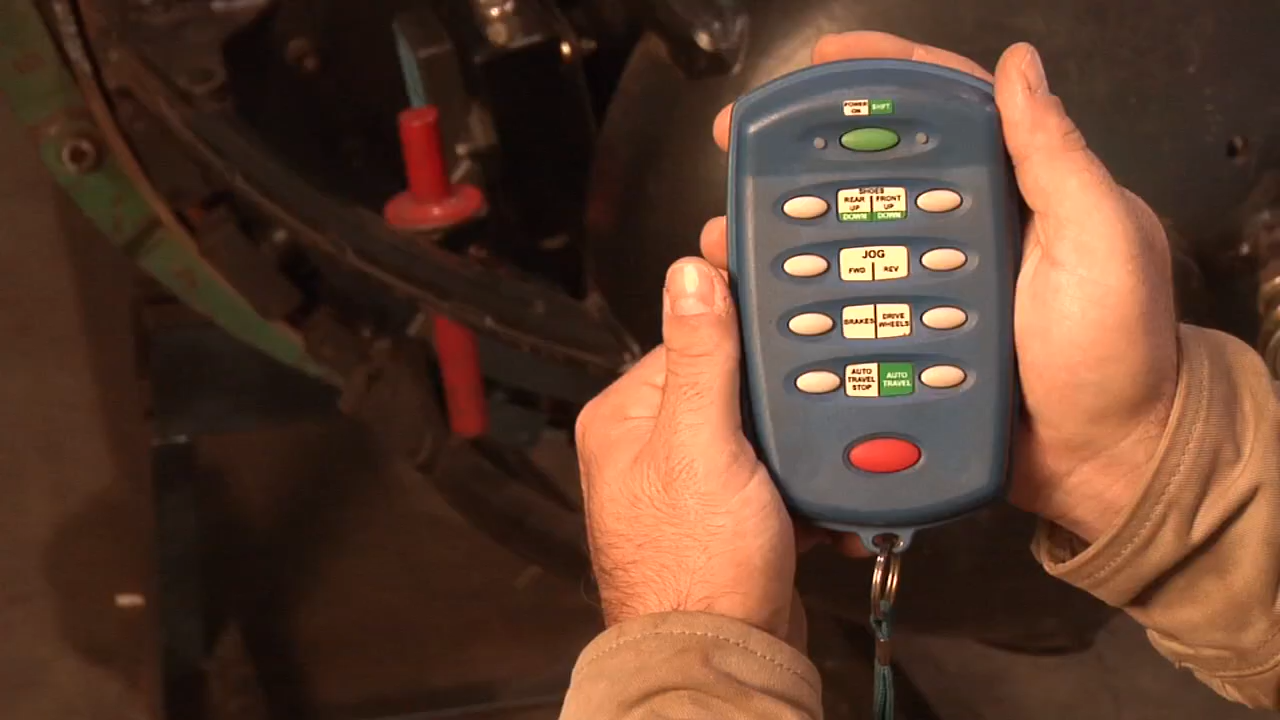 POWER ON SHIFT
SHOES
REAR UP FRONT UP
DOWN DOWN
JOG
FWD REV
BRAKES DRIVE WHEELS
AUTO TRAVEL STOP AUTO TRAVEL